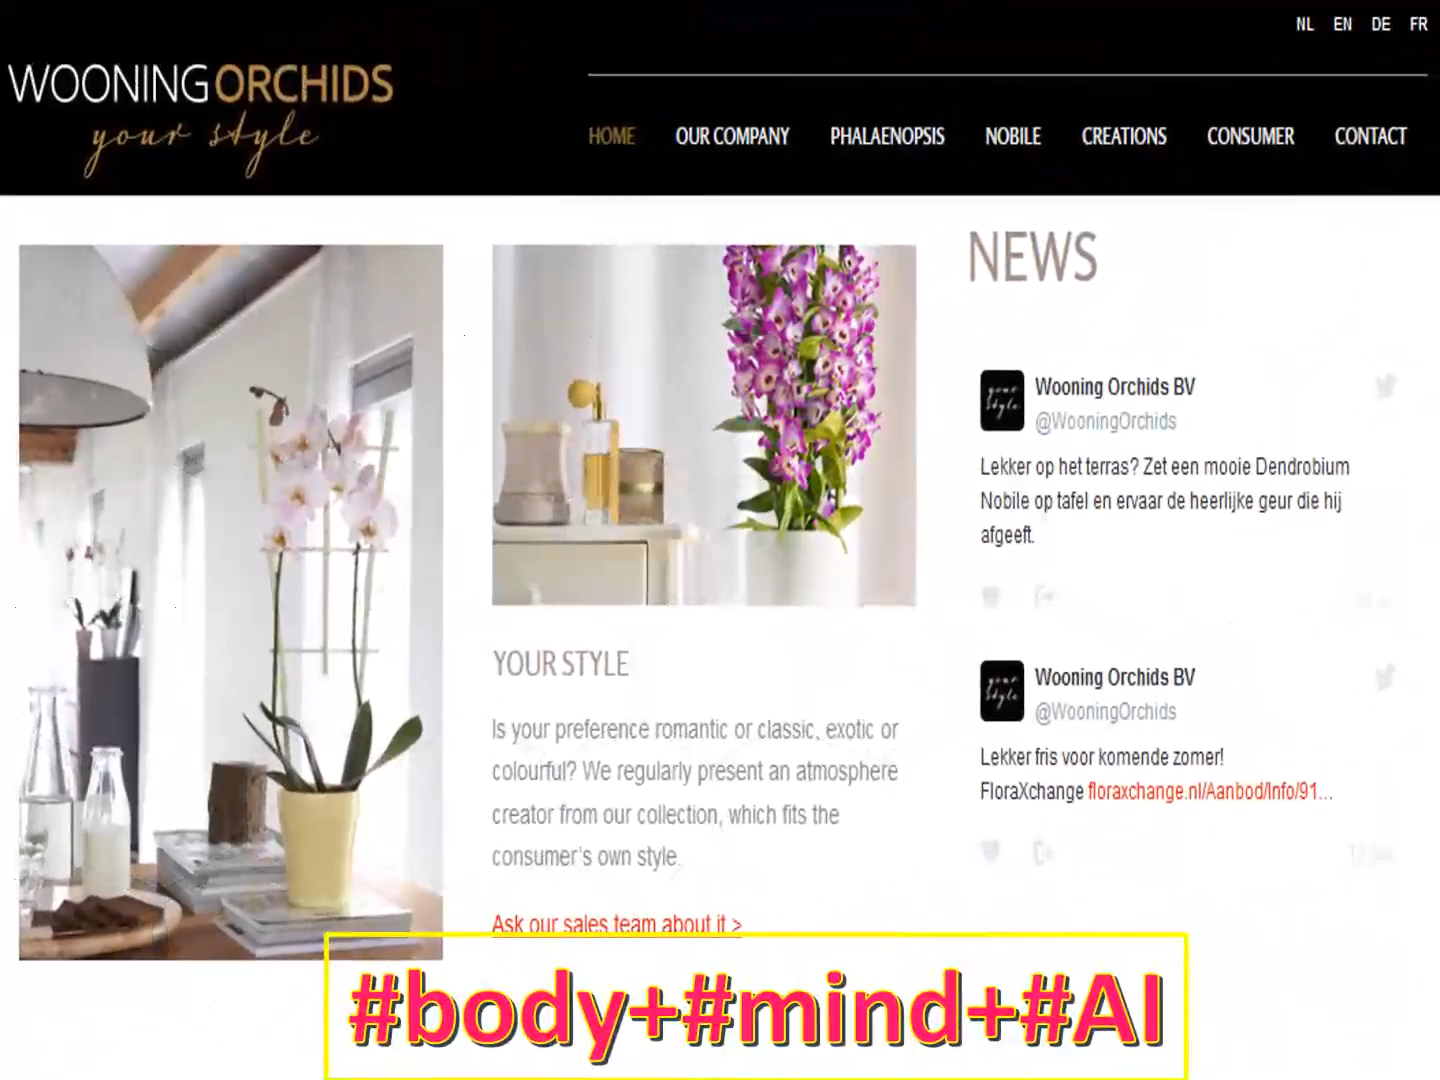 NL EN DE FR
WOONING ORCHIDS
your style
HOME OUR COMPANY PHALAENOPSIS NOBILE CREATIONS CONSUMER CONTACT
NEWS
your
style
Wooning Orchids BV
@WooningOrchids
Lekker op het terras? Zet een mooie Dendrobium
Nobile op tafel en ervaar de heerlijke geur die hij
afgeeft.
YOUR STYLE
Is your preference romantic or classic, exotic or
colourful? We regularly present an atmosphere
creator from our collection, which fits the
consumer's own style.
Ask our sales team about it >
your
style
Wooning Orchids BV
@WooningOrchids
Lekker fris voor komende zomer!
FloraXchange floraxchange.nl/Aanbod/Info/91...
#body+#mind+#AI